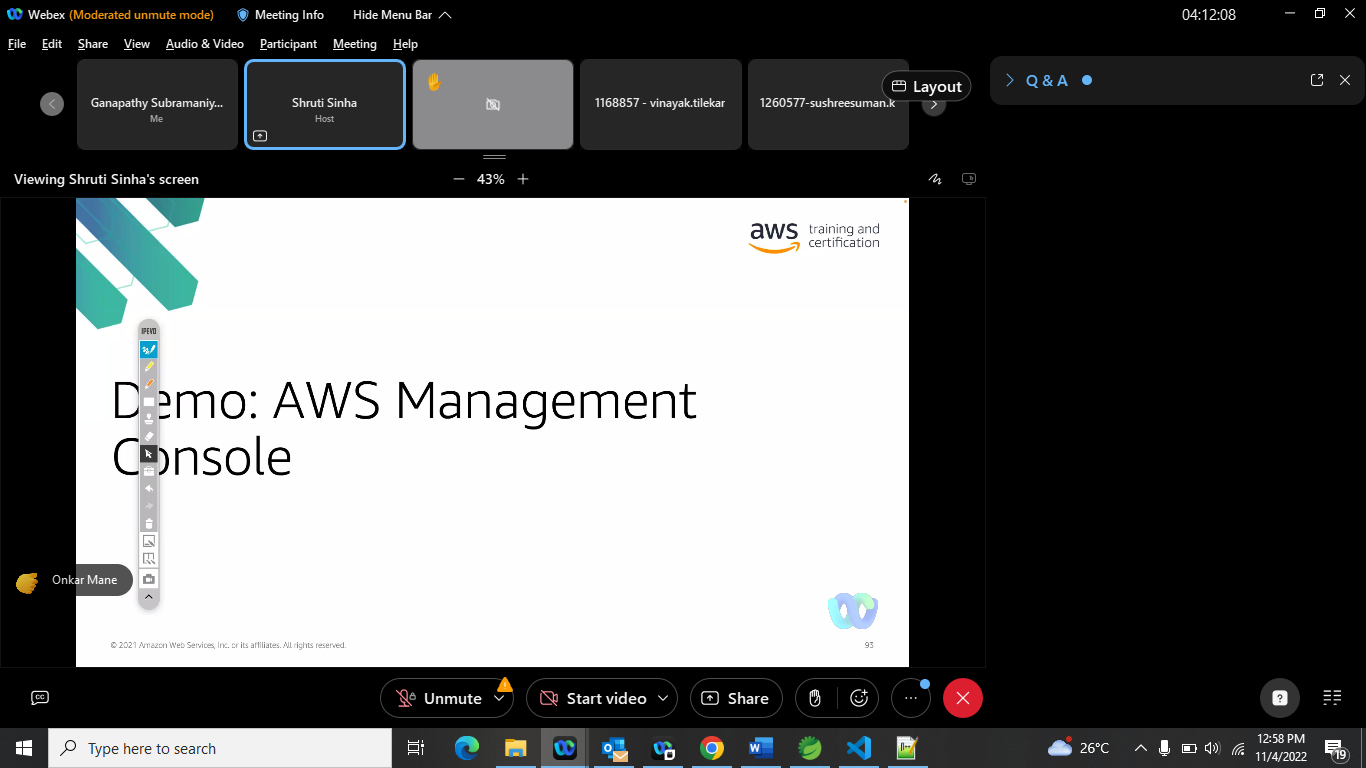 Webex (Moderated unmute mode) Meeting Info Hide Menu Bar 04:12:08
File Edit Share View Audio & Video Participant Meeting Help
Ganapathy Subramaniy...
Me
Shruti Sinha
Host
1168857 - vinayak.tilekar
1260577-sushreesuman.k
Layout
Q & A
Viewing Shruti Sinha's screen
43%
aws training and
certification
IPEVO
Demo: AWS Management
Console
Onkar Mane
© 2021 Amazon Web Services, Inc. or its affiliates. All rights reserved.
93
CC
Unmute
Start video
Share
Type here to search
26°C
12:58 PM
11/4/2022
19